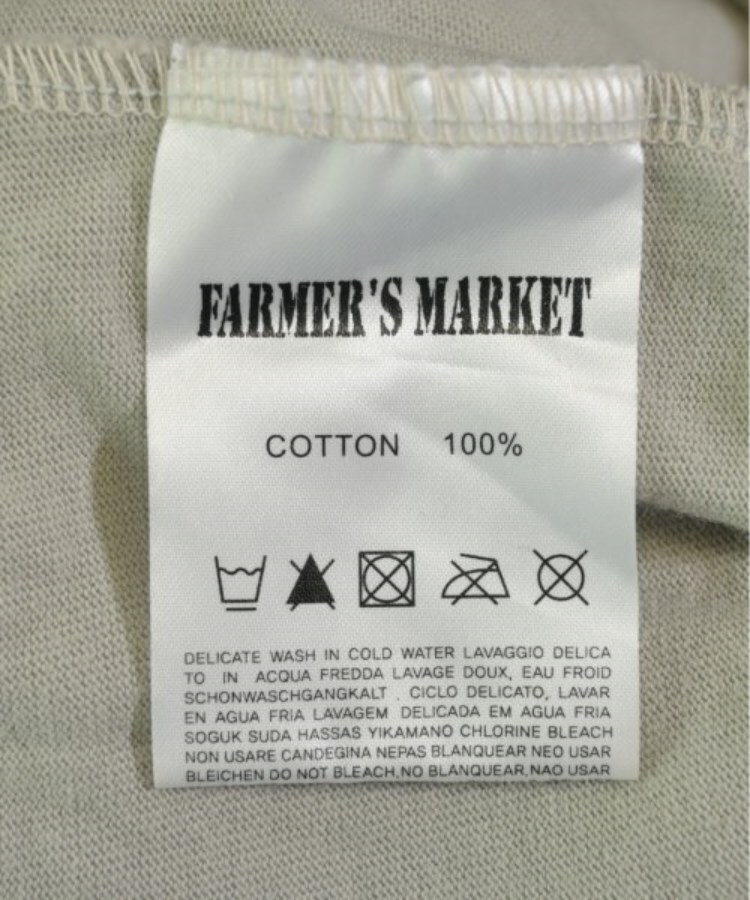 FARMER'S MARKET
COTTON 100%
DELICATE WASH IN COLD WATER LAVAGGIO DELICA
TO IN ACQUA FREDDA LAVAGE DOUX, EAU FROID
SCHONWASCHGANGKALT . CICLO DELICATO, LAVAR
EN AGUA FRIA LAVAGEM DELICADA EM AGUA FRIA
SOGUK SUDA HASSAS YIKAMANO CHLORINE BLEACH
NON USARE CANDEGINA NEPAS BLANQUEAR NEO USAR
BLEICHEN DO NOT BLEACH,NO BLANQUEAR,NAO USAR